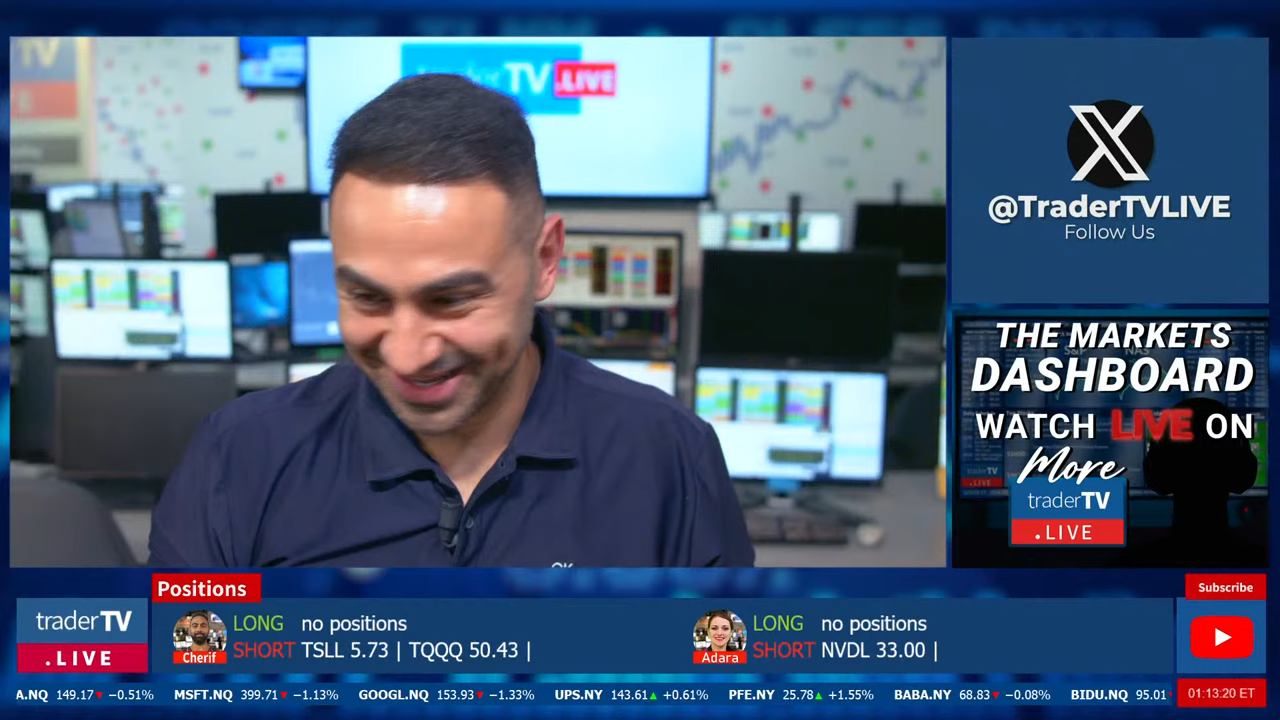 TV
traderTV.LIVE
@TraderTVLIVE
Follow Us
THE MARKETS
DASHBOARD
WATCH LIVE ON
More
traderTV
.LIVE
Positions
Subscribe
traderTV
.LIVE
Cherif
LONG no positions
SHORT TSLL 5.73 | TQQQ 50.43 |
Adara
LONG no positions
SHORT NVDL 33.00 |
A.NQ 149.17▼ −0.51% MSFT.NQ 399.71▼ −1.13% GOOGL.NQ 153.93▼ −1.33% UPS.NY 143.61▲ +0.61% PFE.NY 25.78▲ +1.55% BABA.NY 68.83▼ −0.08% BIDU.NQ 95.01
01:13:20 ET